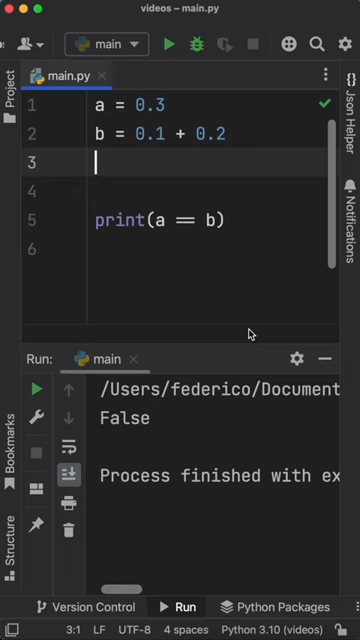 videos – main.py
main
main.py
Project
1 a = 0.3
2 b = 0.1 + 0.2
3
4
5 print(a == b)
6
{} Json Helper
Notifications
Run: main
/Users/federico/Document
False
Process finished with ex
Bookmarks
Structure
Version Control Run Python Packages
3:1 LF UTF-8 4 spaces Python 3.10 (videos)